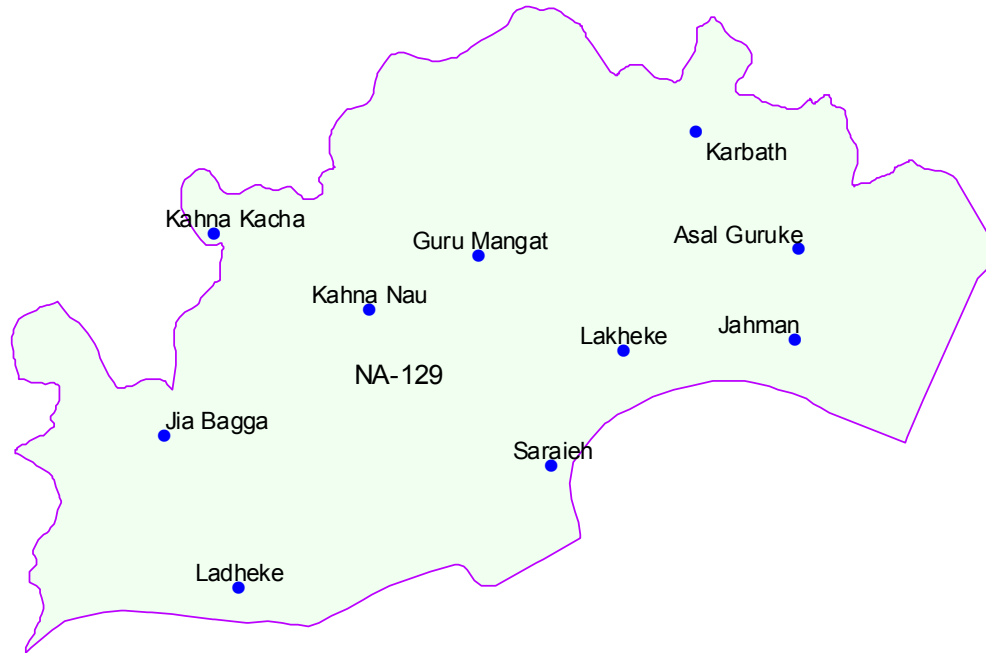 Karbath
Kahna Kacha
Guru Mangat
Asal Guruke
Kahna Nau
Lakheke
Jahman
NA-129
Jia Bagga
Saraieh
Ladheke